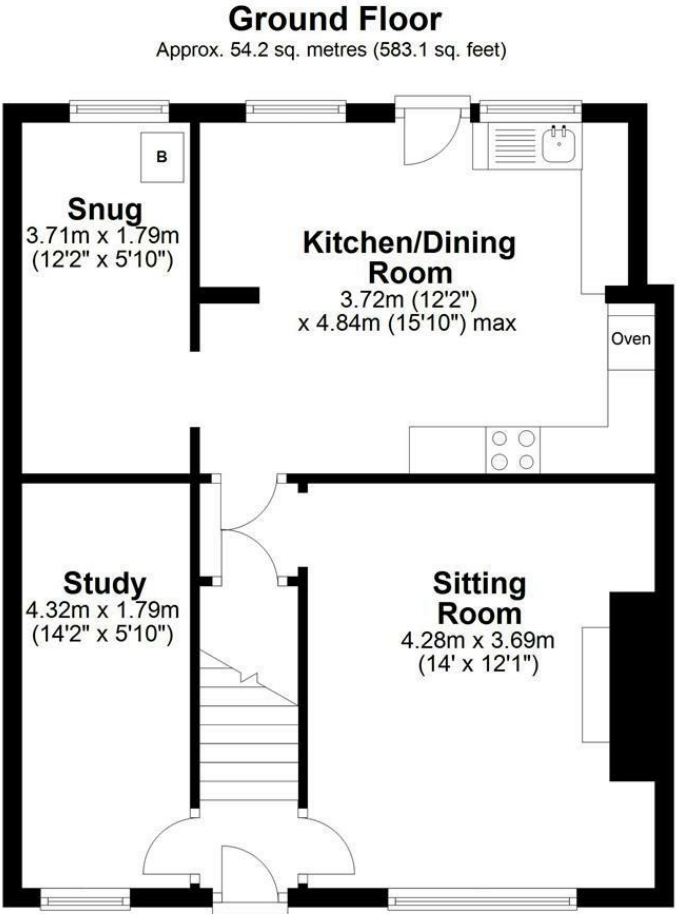 Ground Floor
Approx. 54.2 sq. metres (583.1 sq. feet)
B
Snug
3.71m x 1.79m
(12'2" x 5'10")
Kitchen/Dining
Room
3.72m (12'2")
x 4.84m (15'10") max
Oven
Study
4.32m x 1.79m
(14'2" x 5'10")
Sitting
Room
4.28m x 3.69m
(14' x 12'1")